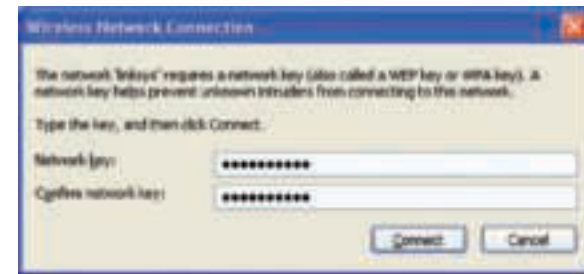 Wireless Network Connection
The network 'linksys' requires a network key (also called a WEP key or WPA key). A
network key helps prevent unknown intruders from connecting to this network.
Type the key, and then click Connect.
Network key: ●●●●●●●●●●
Confirm network key: ●●●●●●●●●●
Connect Cancel